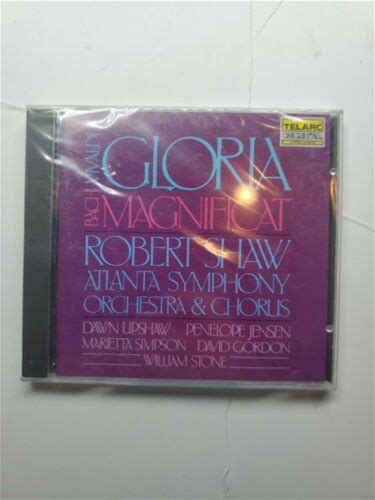 TELARC
DIGITAL
VIVALDI GLORIA
BACH MAGNIFICAT
ROBERT SHAW
ATLANTA SYMPHONY
ORCHESTRA & CHORUS
DAWN UPSHAW PENELOPE JENSEN
MARIETTA SIMPSON DAVID GORDON
WILLIAM STONE